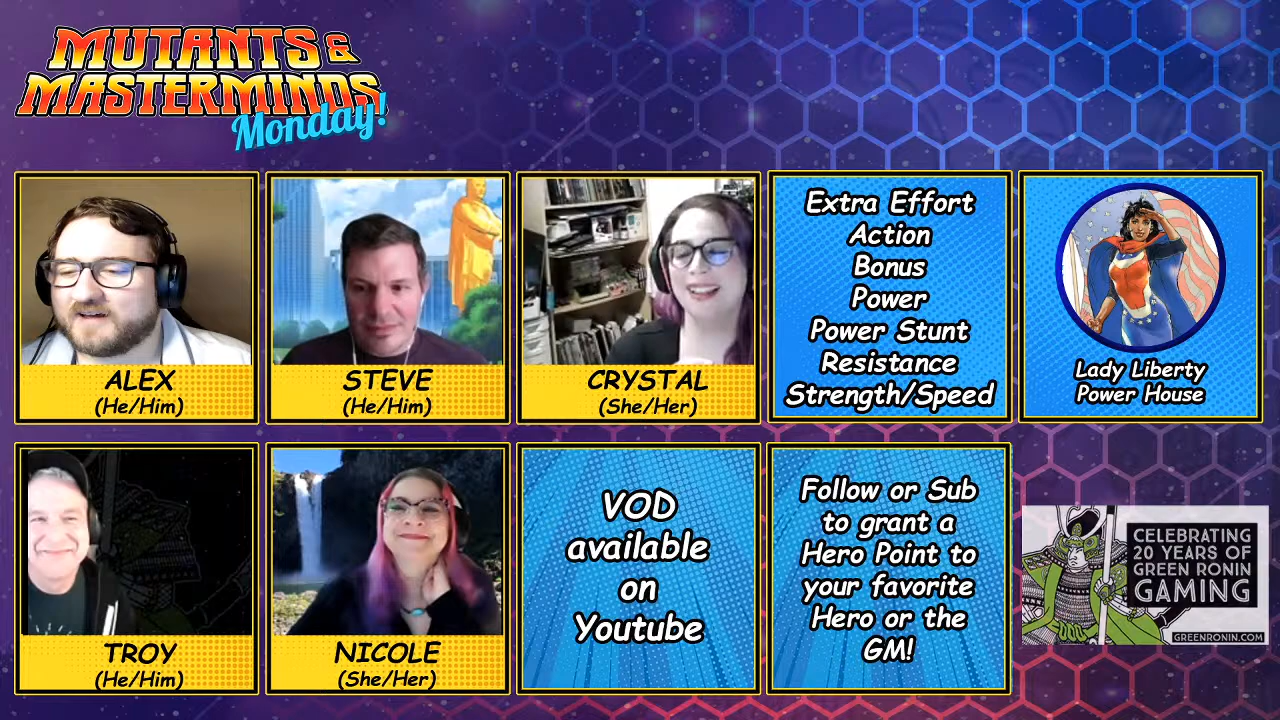 MUTANTS &
MASTERMINDS
Monday!
ALEX
(He/Him)
STEVE
(He/Him)
CRYSTAL
(She/Her)
Extra Effort
Action
Bonus
Power
Power Stunt
Resistance
Strength/Speed
Lady Liberty
Power House
TROY
(He/Him)
NICOLE
(She/Her)
VOD
available
on
Youtube
Follow or Sub
to grant a
Hero Point to
your favorite
Hero or the
GM!
CELEBRATING
20 YEARS OF
GREEN RONIN
GAMING
GREENRONIN.COM